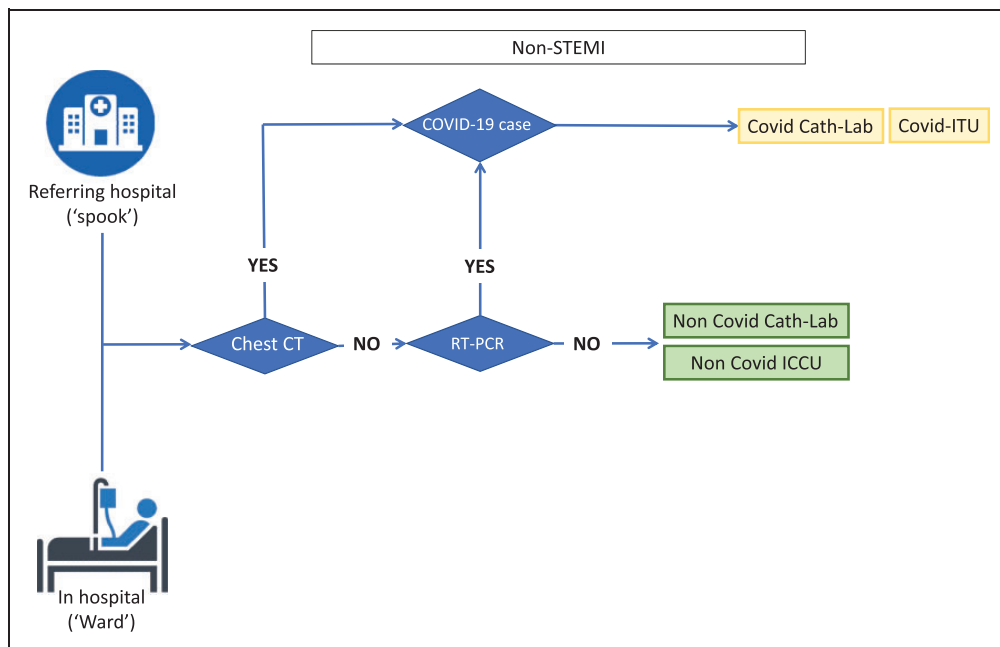 Non-STEMI
COVID-19 case
Covid Cath-Lab
Covid-ITU
Referring hospital
(‘spook’)
YES
YES
Chest CT
NO
RT-PCR
NO
Non Covid Cath-Lab
Non Covid ICCU
In hospital
(‘Ward’)